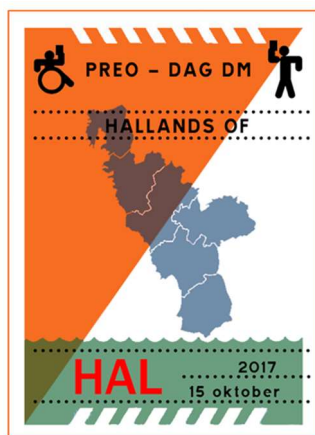 PREO – DAG DM
HALLANDS OF
HAL
2017
15 oktober